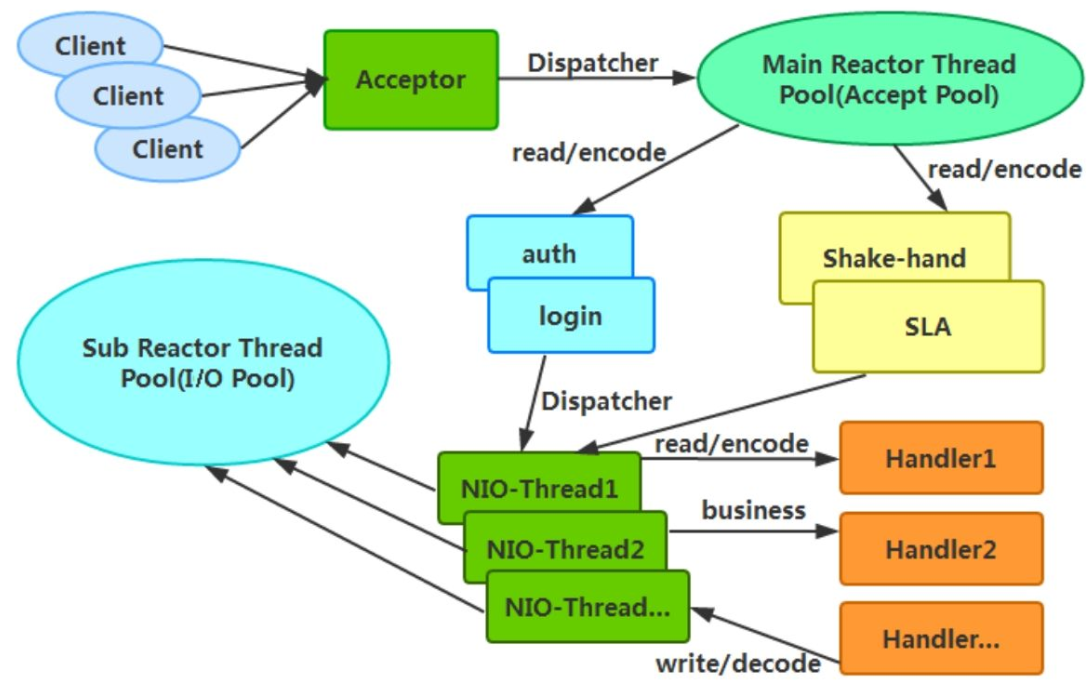 Client
Client
Client
Acceptor
Dispatcher
Main Reactor Thread
Pool(Accept Pool)
read/encode
read/encode
auth
login
Shake-hand
SLA
Sub Reactor Thread
Pool(I/O Pool)
Dispatcher
NIO-Thread1
NIO-Thread2
NIO-Thread...
read/encode
business
write/decode
Handler1
Handler2
Handler...